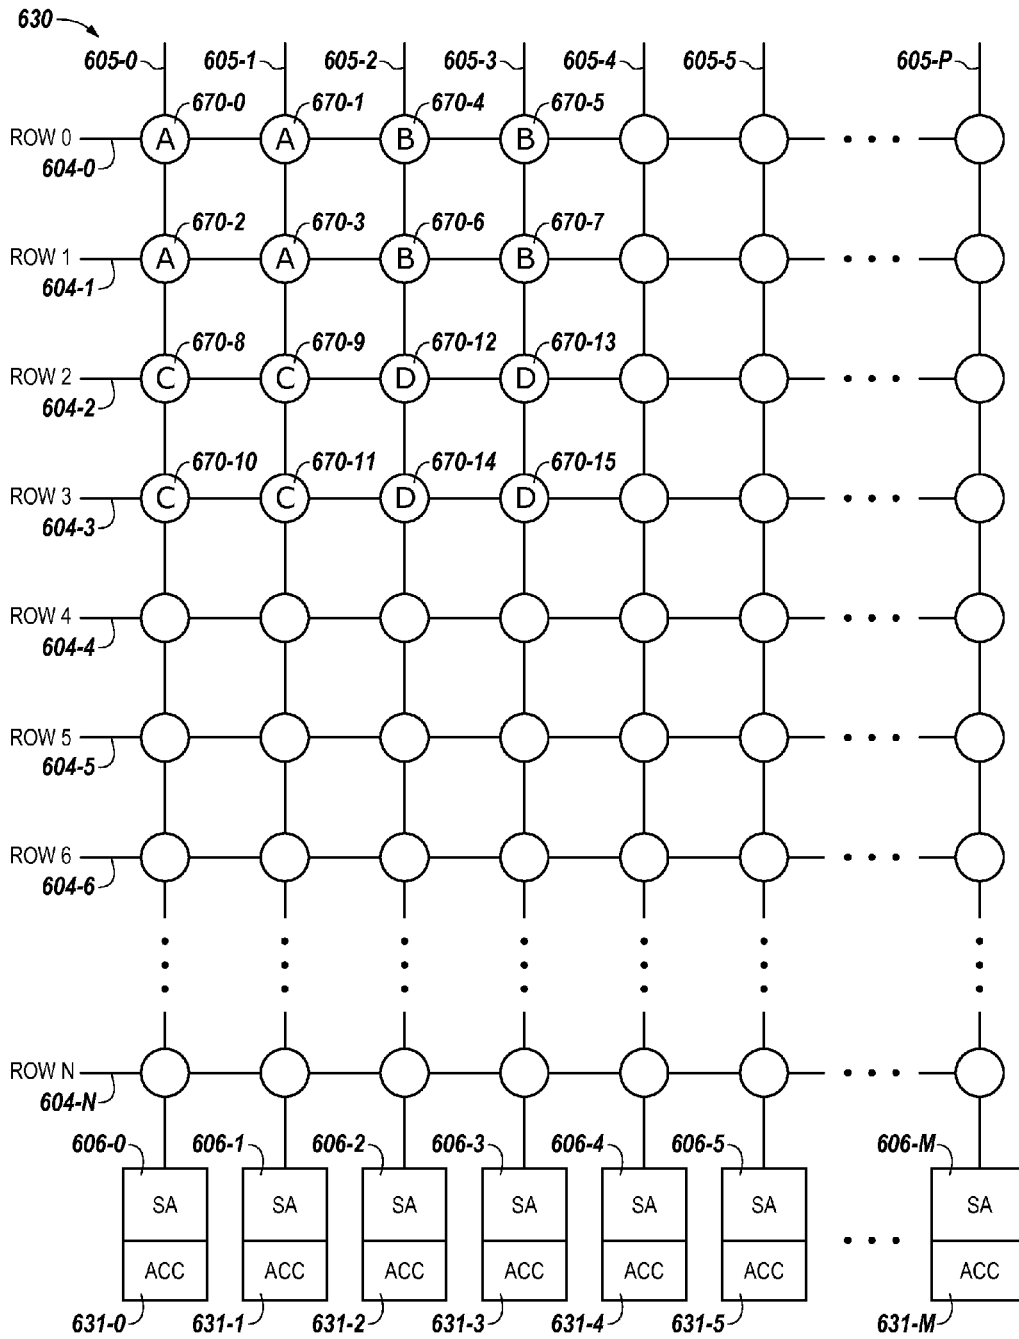 630
605-0 605-1 605-2 605-3 605-4 605-5 605-P
670-0 670-1 670-4 670-5
ROW 0 A A B B
604-0
670-2 670-3 670-6 670-7
ROW 1 A A B B
604-1
670-8 670-9 670-12 670-13
ROW 2 C C D D
604-2
670-10 670-11 670-14 670-15
ROW 3 C C D D
604-3
ROW 4
604-4
ROW 5
604-5
ROW 6
604-6
ROW N
604-N
606-0 606-1 606-2 606-3 606-4 606-5 606-M
SA SA SA SA SA SA SA
ACC ACC ACC ACC ACC ACC ACC
631-0 631-1 631-2 631-3 631-4 631-5 631-M